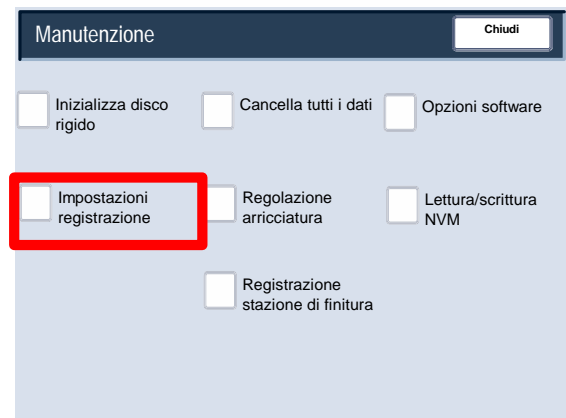 Manutenzione
Chiudi
Inizializza disco
rigido
Cancella tutti i dati
Opzioni software
Impostazioni
registrazione
Regolazione
arricciatura
Lettura/scrittura
NVM
Registrazione
stazione di finitura